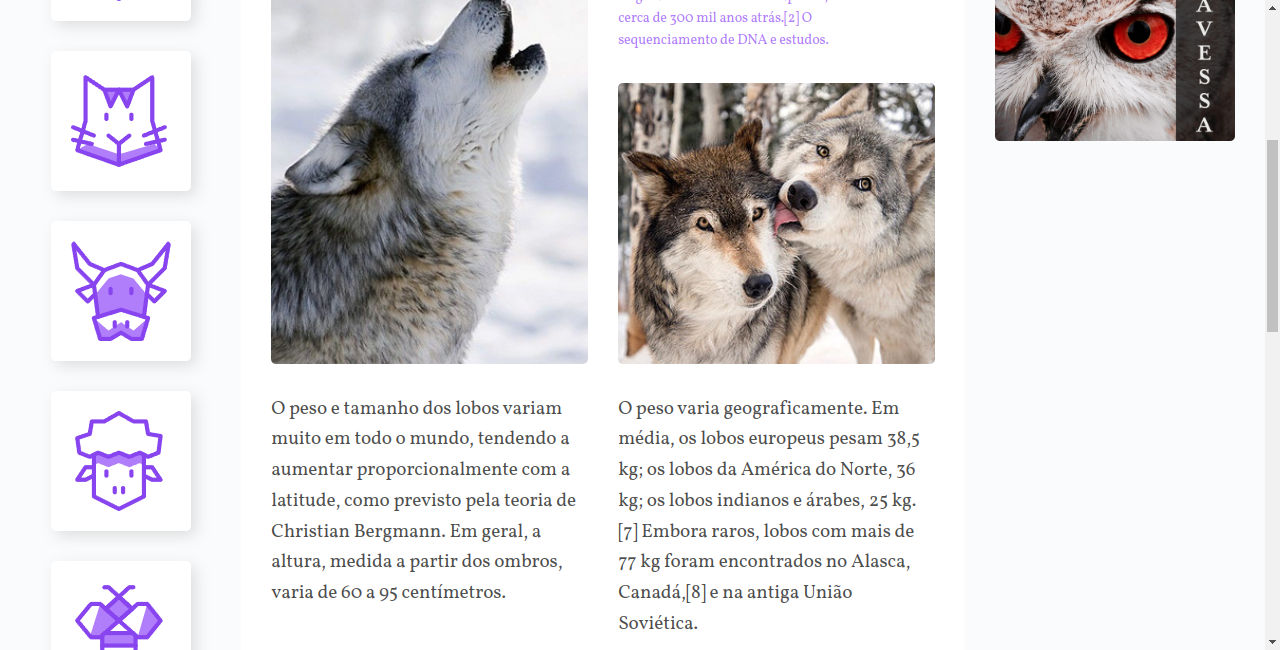 cerca de 300 mil anos atrás.[2] O
sequenciamento de DNA e estudos.
O peso e tamanho dos lobos variam
muito em todo o mundo, tendendo a
aumentar proporcionalmente com a
latitude, como previsto pela teoria de
Christian Bergmann. Em geral, a
altura, medida a partir dos ombros,
varia de 60 a 95 centímetros.
O peso varia geograficamente. Em
média, os lobos europeus pesam 38,5
kg; os lobos da América do Norte, 36
kg; os lobos indianos e árabes, 25 kg.
[7] Embora raros, lobos com mais de
77 kg foram encontrados no Alasca,
Canadá,[8] e na antiga União
Soviética.
AVESSA